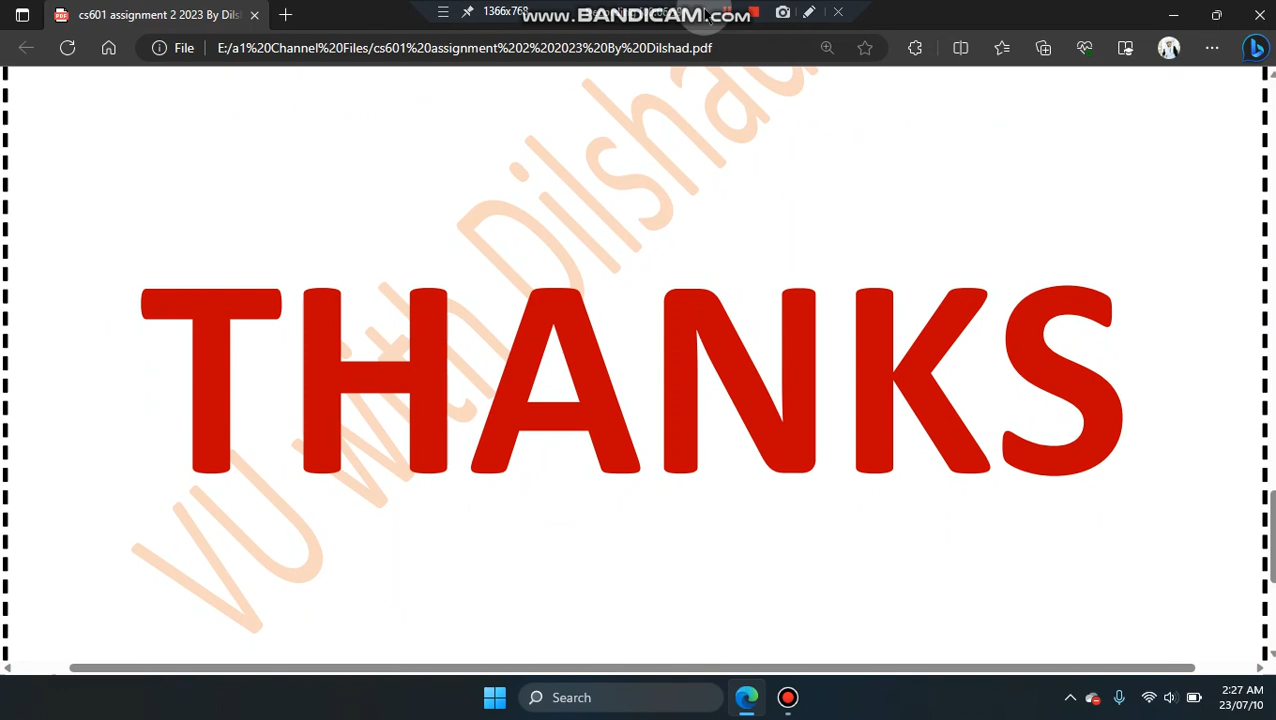 cs601 assignment 2 2023 By Dils
1366x768
www.BANDICAM.com
File
E:/a1%20Channel%20Files/cs601%20assignment%202%202023%20By%20Dilshad.pdf
VU with Dilshad
THANKS
Search
2:27 AM
23/07/10